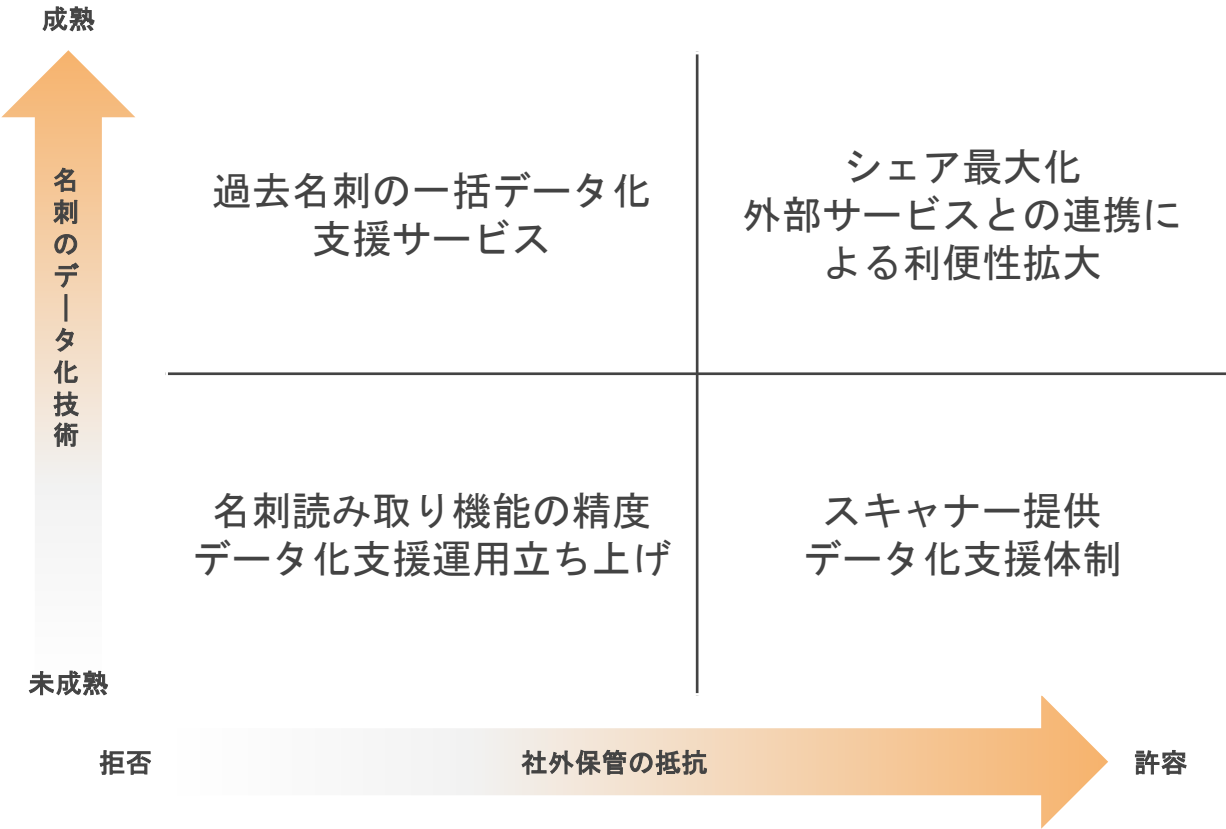 成熟
名刺のデータ化技術
過去名刺の一括データ化
支援サービス
シェア最大化
外部サービスとの連携に
よる利便性拡大
名刺読み取り機能の精度
データ化支援運用立ち上げ
スキャナー提供
データ化支援体制
未成熟
拒否
社外保管の抵抗
許容